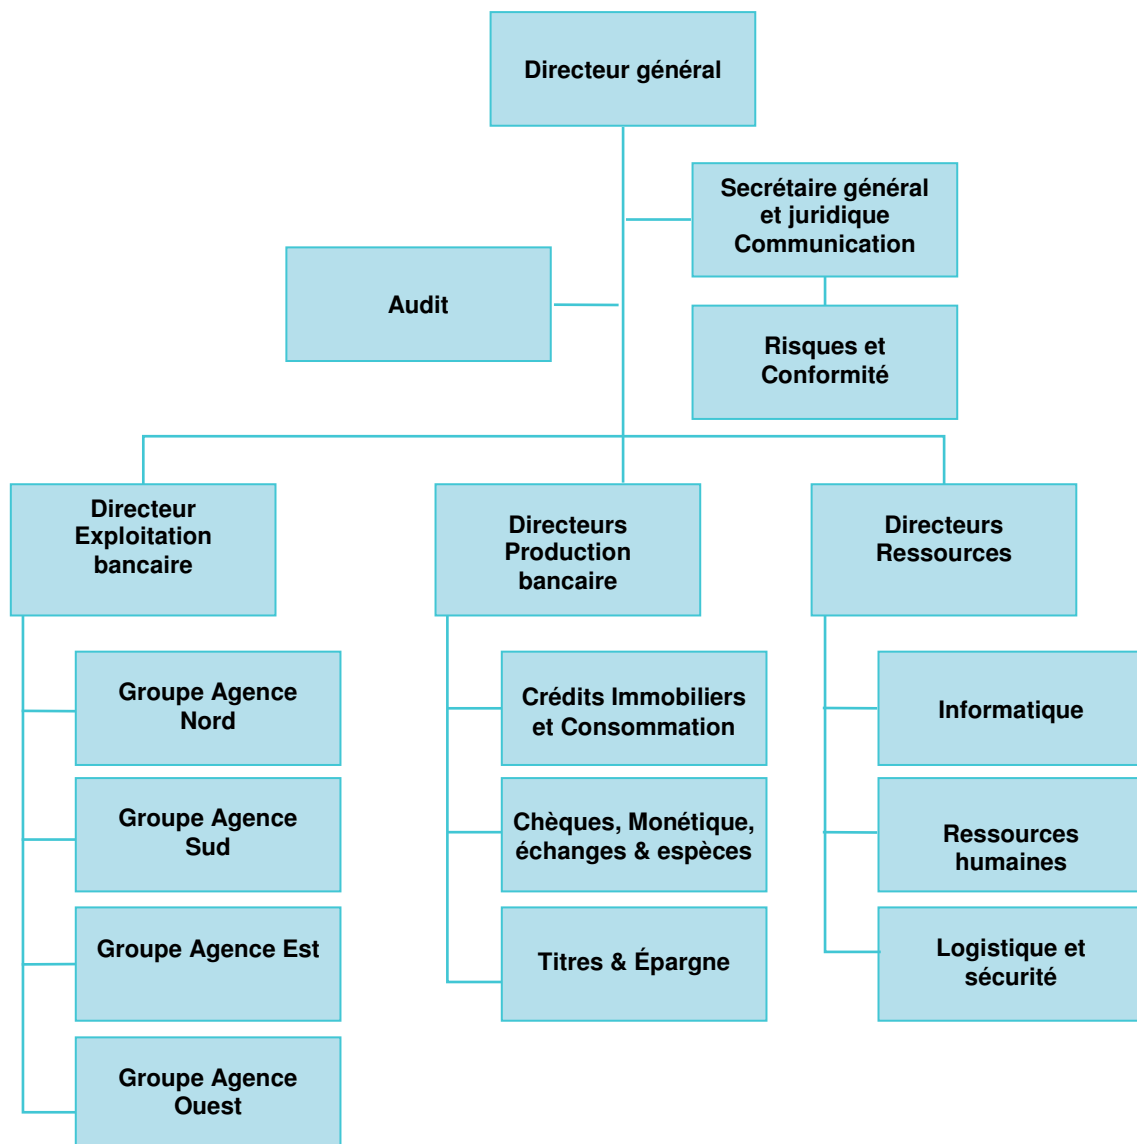 Directeur général
Secrétaire général
et juridique
Communication
Audit
Risques et
Conformité
Directeur
Exploitation
bancaire
Directeurs
Production
bancaire
Directeurs
Ressources
Groupe Agence
Nord
Crédits Immobiliers
et Consommation
Informatique
Groupe Agence
Sud
Chèques, Monétique,
échanges & espèces
Ressources
humaines
Groupe Agence Est
Titres & Épargne
Logistique et
sécurité
Groupe Agence
Ouest